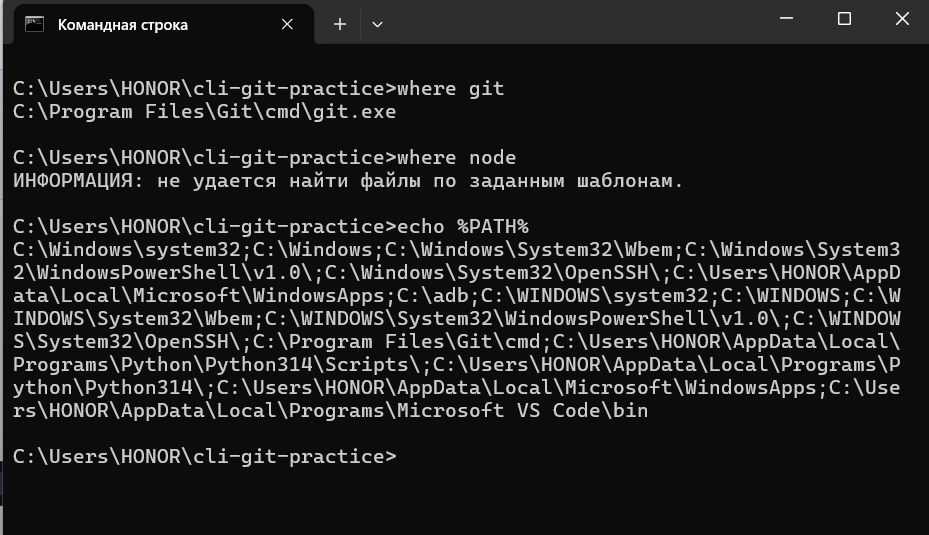 Командная строка
C:\Users\HONOR\cli-git-practice>where git
C:\Program Files\Git\cmd\git.exe
C:\Users\HONOR\cli-git-practice>where node
ИНФОРМАЦИЯ: не удается найти файлы по заданным шаблонам.
C:\Users\HONOR\cli-git-practice>echo %PATH%
C:\Windows\system32;C:\Windows;C:\Windows\System32\Wbem;C:\Windows\System3
2\WindowsPowerShell\v1.0\;C:\Windows\System32\OpenSSH\;C:\Users\HONOR\AppD
ata\Local\Microsoft\WindowsApps;C:\adb;C:\WINDOWS\system32;C:\WINDOWS;C:\W
INDOWS\System32\Wbem;C:\WINDOWS\System32\WindowsPowerShell\v1.0\;C:\WINDOW
S\System32\OpenSSH\;C:\Program Files\Git\cmd;C:\Users\HONOR\AppData\Local\
Programs\Python\Python314\Scripts\;C:\Users\HONOR\AppData\Local\Programs\P
ython\Python314\;C:\Users\HONOR\AppData\Local\Microsoft\WindowsApps;C:\Use
rs\HONOR\AppData\Local\Programs\Microsoft VS Code\bin
C:\Users\HONOR\cli-git-practice>